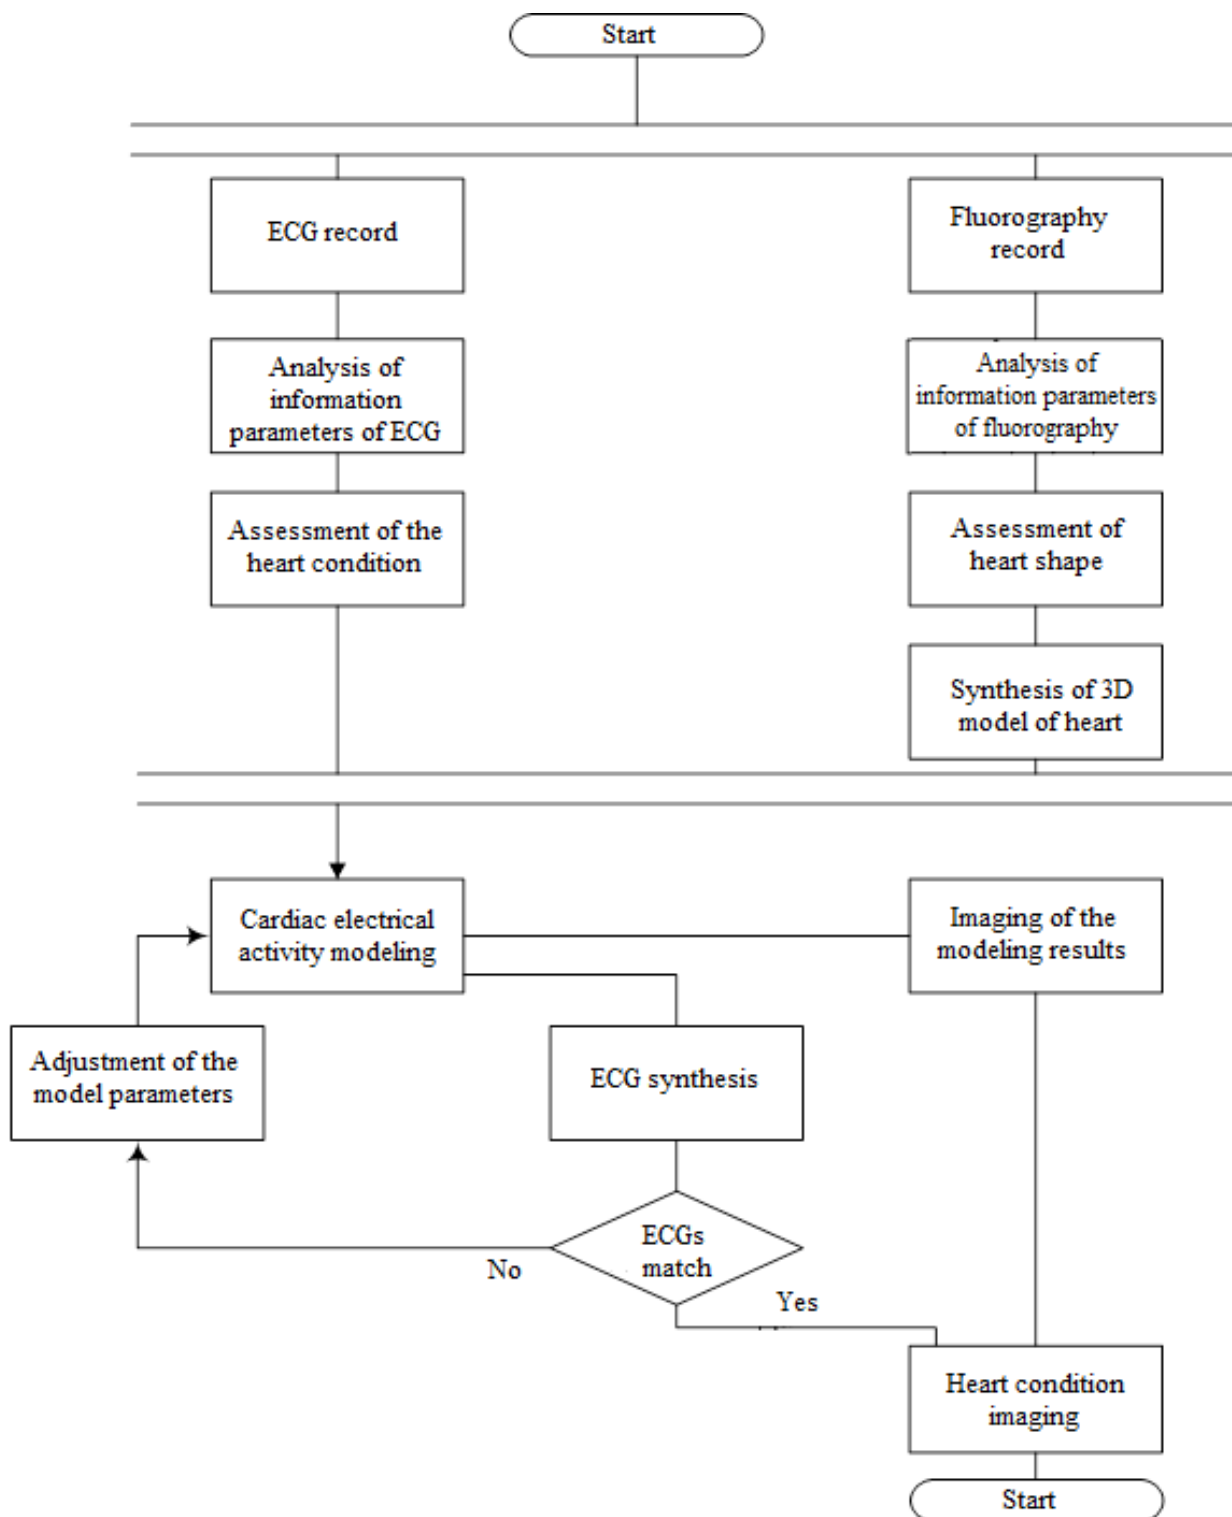 Start
ECG record
Fluorography
record
Analysis of
information
parameters of ECG
Analysis of
information parameters
of fluorography
Assessment of the
heart condition
Assessment of
heart shape
Synthesis of 3D
model of heart
Cardiac electrical
activity modeling
Imaging of the
modeling results
Adjustment of the
model parameters
ECG synthesis
ECGs
match
No
Yes
Heart condition
imaging
Start